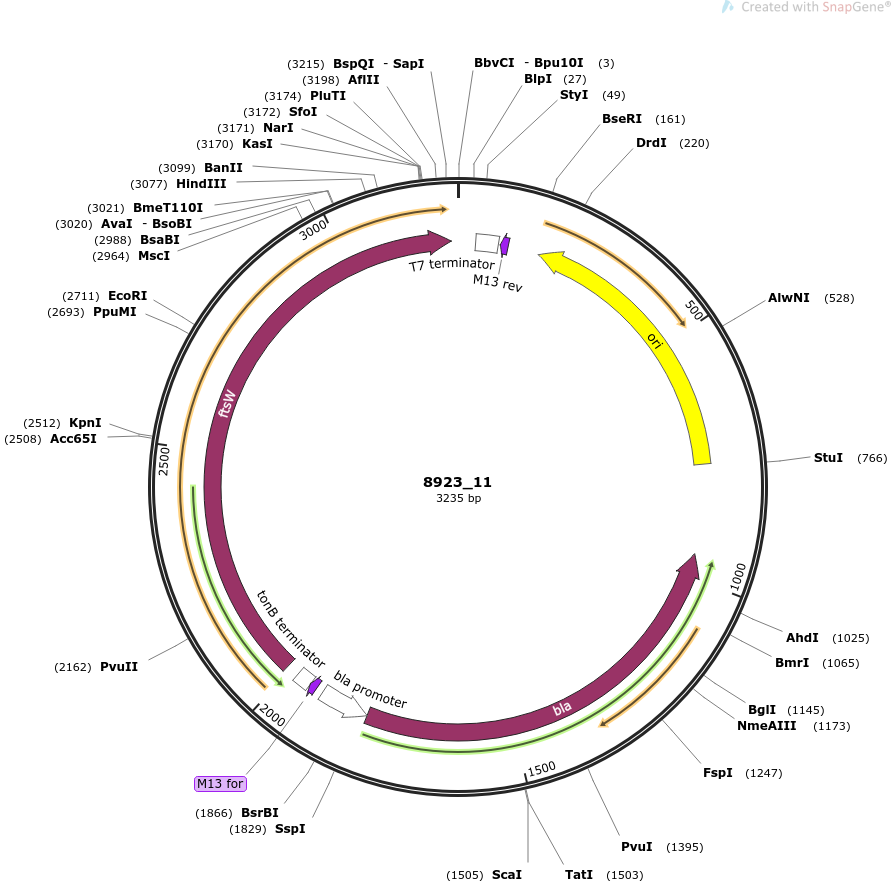 Created with SnapGene®
(3215) BspQI - SapI
(3198) AflII
(3174) PluTI
(3172) SfoI
(3171) NarI
(3170) KasI
(3099) BanII
(3077) HindIII
(3021) BmeT110I
(3020) AvaI - BsoBI
(2988) BsaBI
(2964) MscI
(2711) EcoRI
(2693) PpuMI
(2512) KpnI
(2508) Acc65I
(2162) PvuII
(1866) BsrBI
(1829) SspI
(1505) ScaI
BbvCI - Bpu10I (3)
BlpI (27)
StyI (49)
BseRI (161)
DrdI (220)
AlwNI (528)
StuI (766)
AhdI (1025)
BmrI (1065)
BglI (1145)
NmeAIII (1173)
FspI (1247)
PvuI (1395)
TatI (1503)
500
1000
1500
2000
2500
3000
T7 terminator
M13 rev
ori
bla
bla promoter
M13 for
tonB terminator
ftsW
8923_11
3235 bp